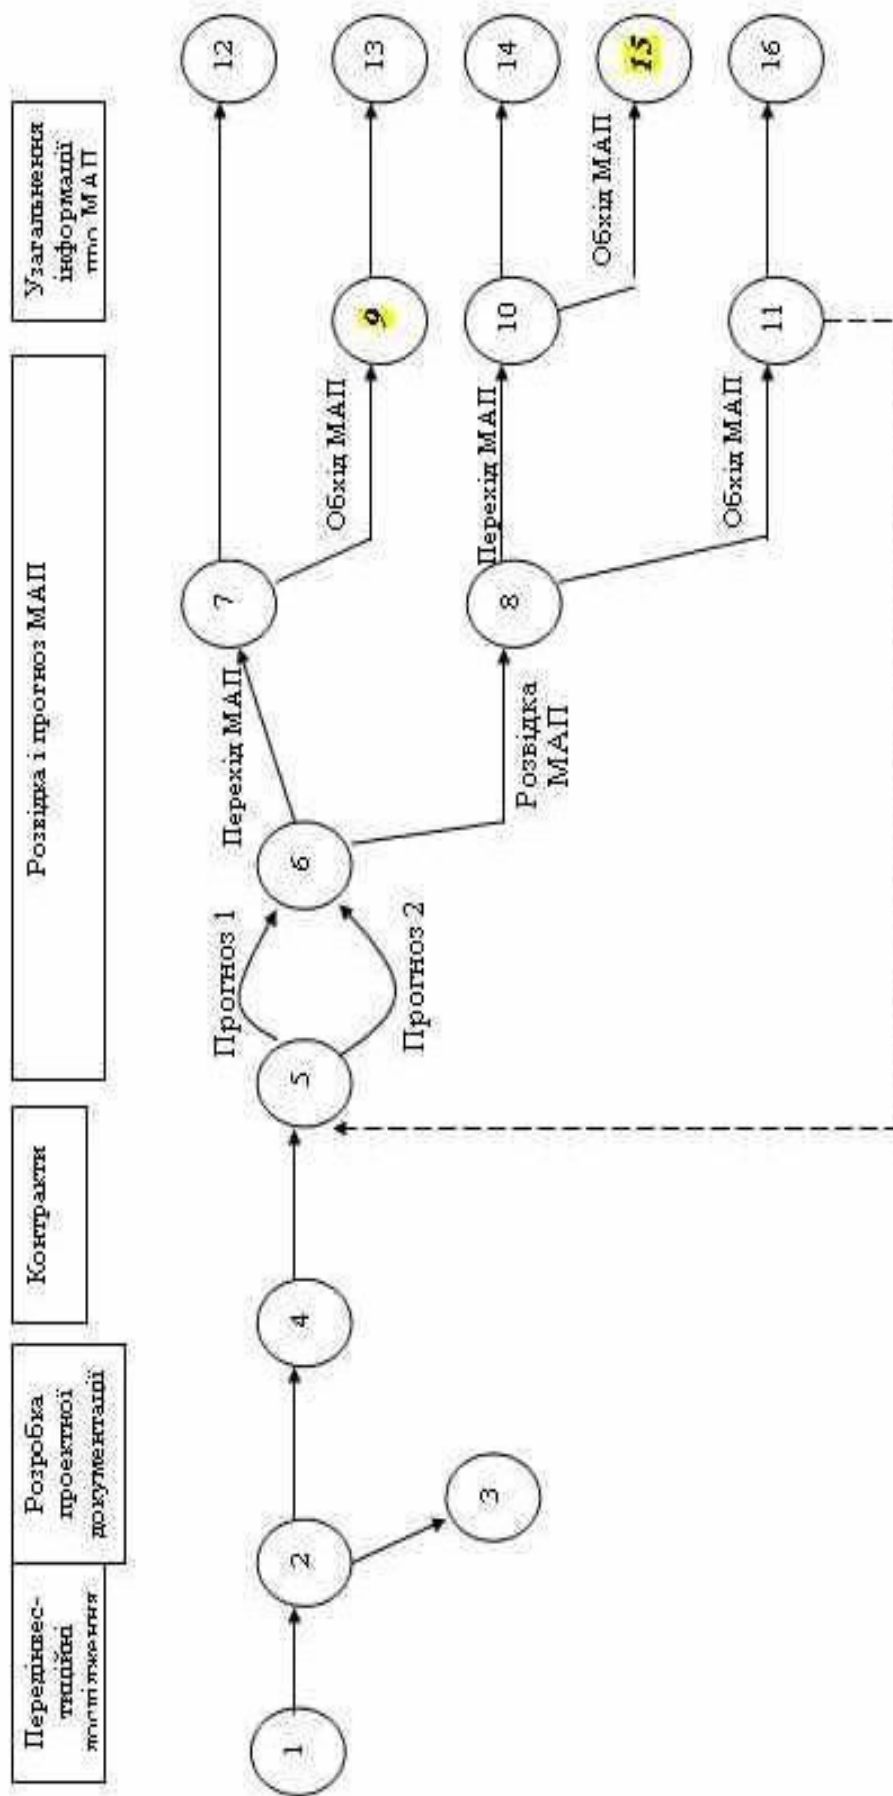 Передінвес-
тиційні
дослідження
Розробка
проектної
документації
Контракти
Розвідка і прогноз МАП
Узагальнення
інформації
про МАП
1
2
3
4
5
Прогноз 1
Прогноз 2
6
Перехід МАП
Розвідка
МАП
7
8
Обхід МАП
Перехід МАП
Обхід МАП
9
10
11
Обхід МАП
12
13
14
15
16